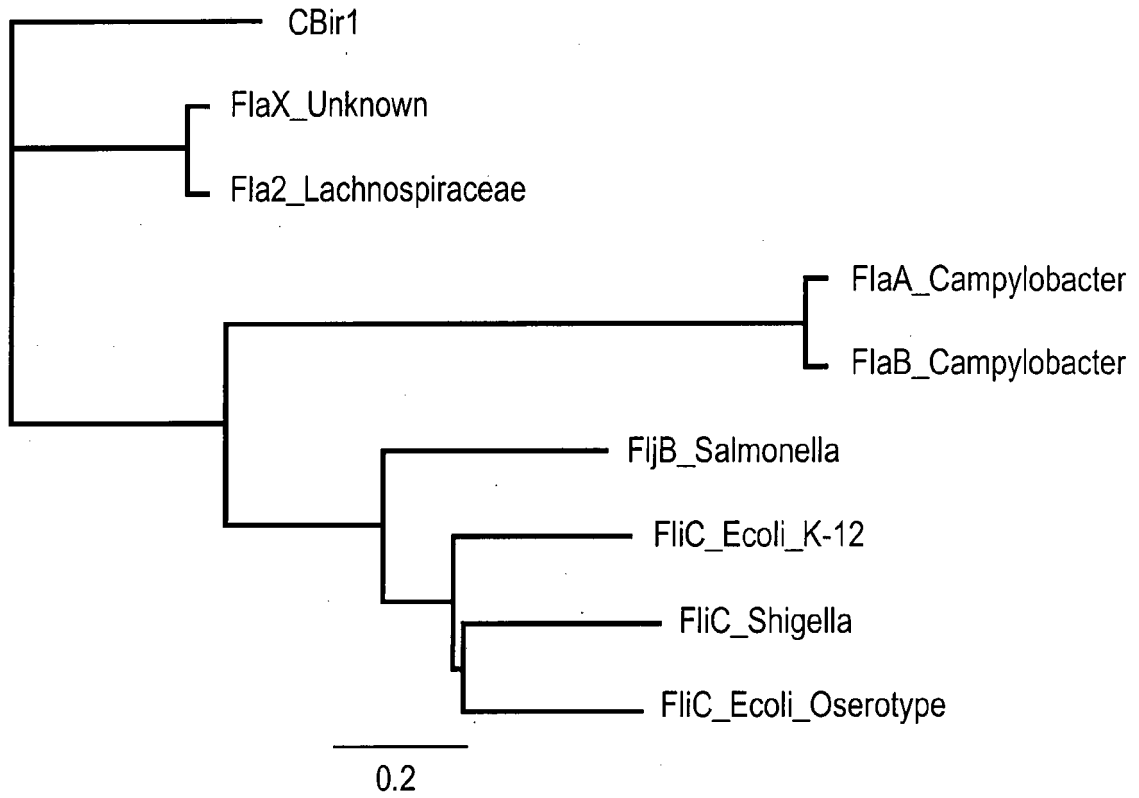 CBir1
FlaX_Unknown
Fla2_Lachnospiraceae
FlaA_Campylobacter
FlaB_Campylobacter
FljB_Salmonella
FliC_Ecoli_K-12
FliC_Shigella
FliC_Ecoli_Oserotype
0.2